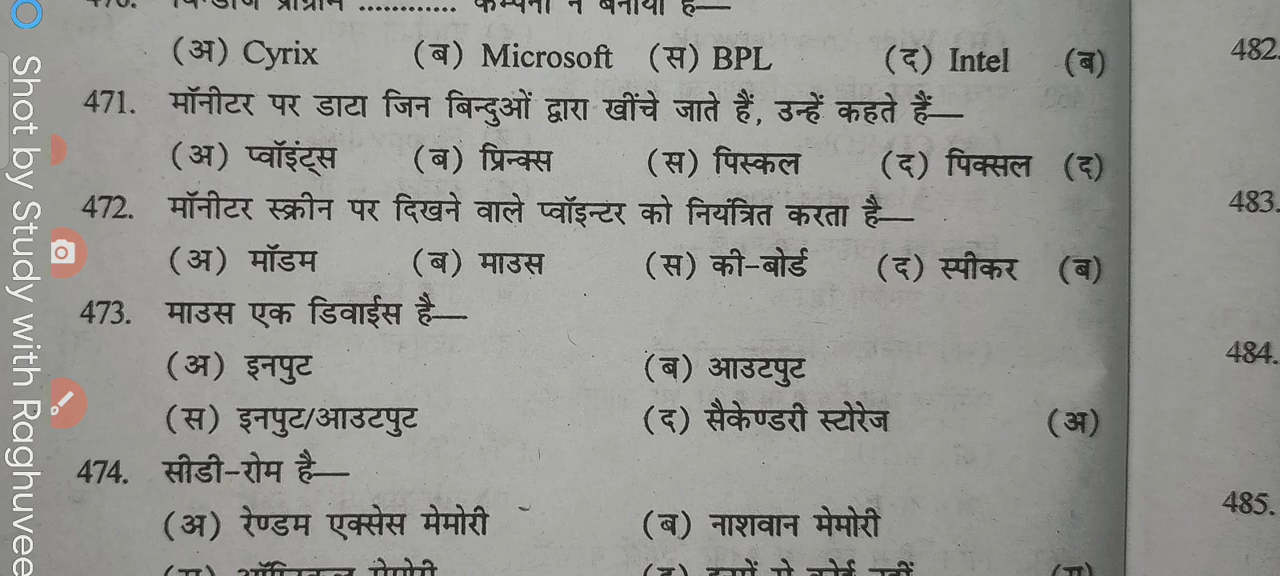 (अ) Cyrix (ब) Microsoft (स) BPL (द) Intel (ब)
471. मॉनीटर पर डाटा जिन बिन्दुओं द्वारा खींचे जाते हैं, उन्हें कहते हैं—
(अ) प्वॉइंट्स (ब) प्रिन्क्स (स) पिस्कल (द) पिक्सल (द)
472. मॉनीटर स्क्रीन पर दिखने वाले प्वॉइन्टर को नियंत्रित करता है—
(अ) मॉडम (ब) माउस (स) की-बोर्ड (द) स्पीकर (ब)
473. माउस एक डिवाईस है—
(अ) इनपुट (ब) आउटपुट
(स) इनपुट/आउटपुट (द) सैकेण्डरी स्टोरेज (अ)
474. सीडी-रोम है—
(अ) रेण्डम एक्सेस मेमोरी (ब) नाशवान मेमोरी
482.
483.
484.
485.
Shot by Study with Raghuvee